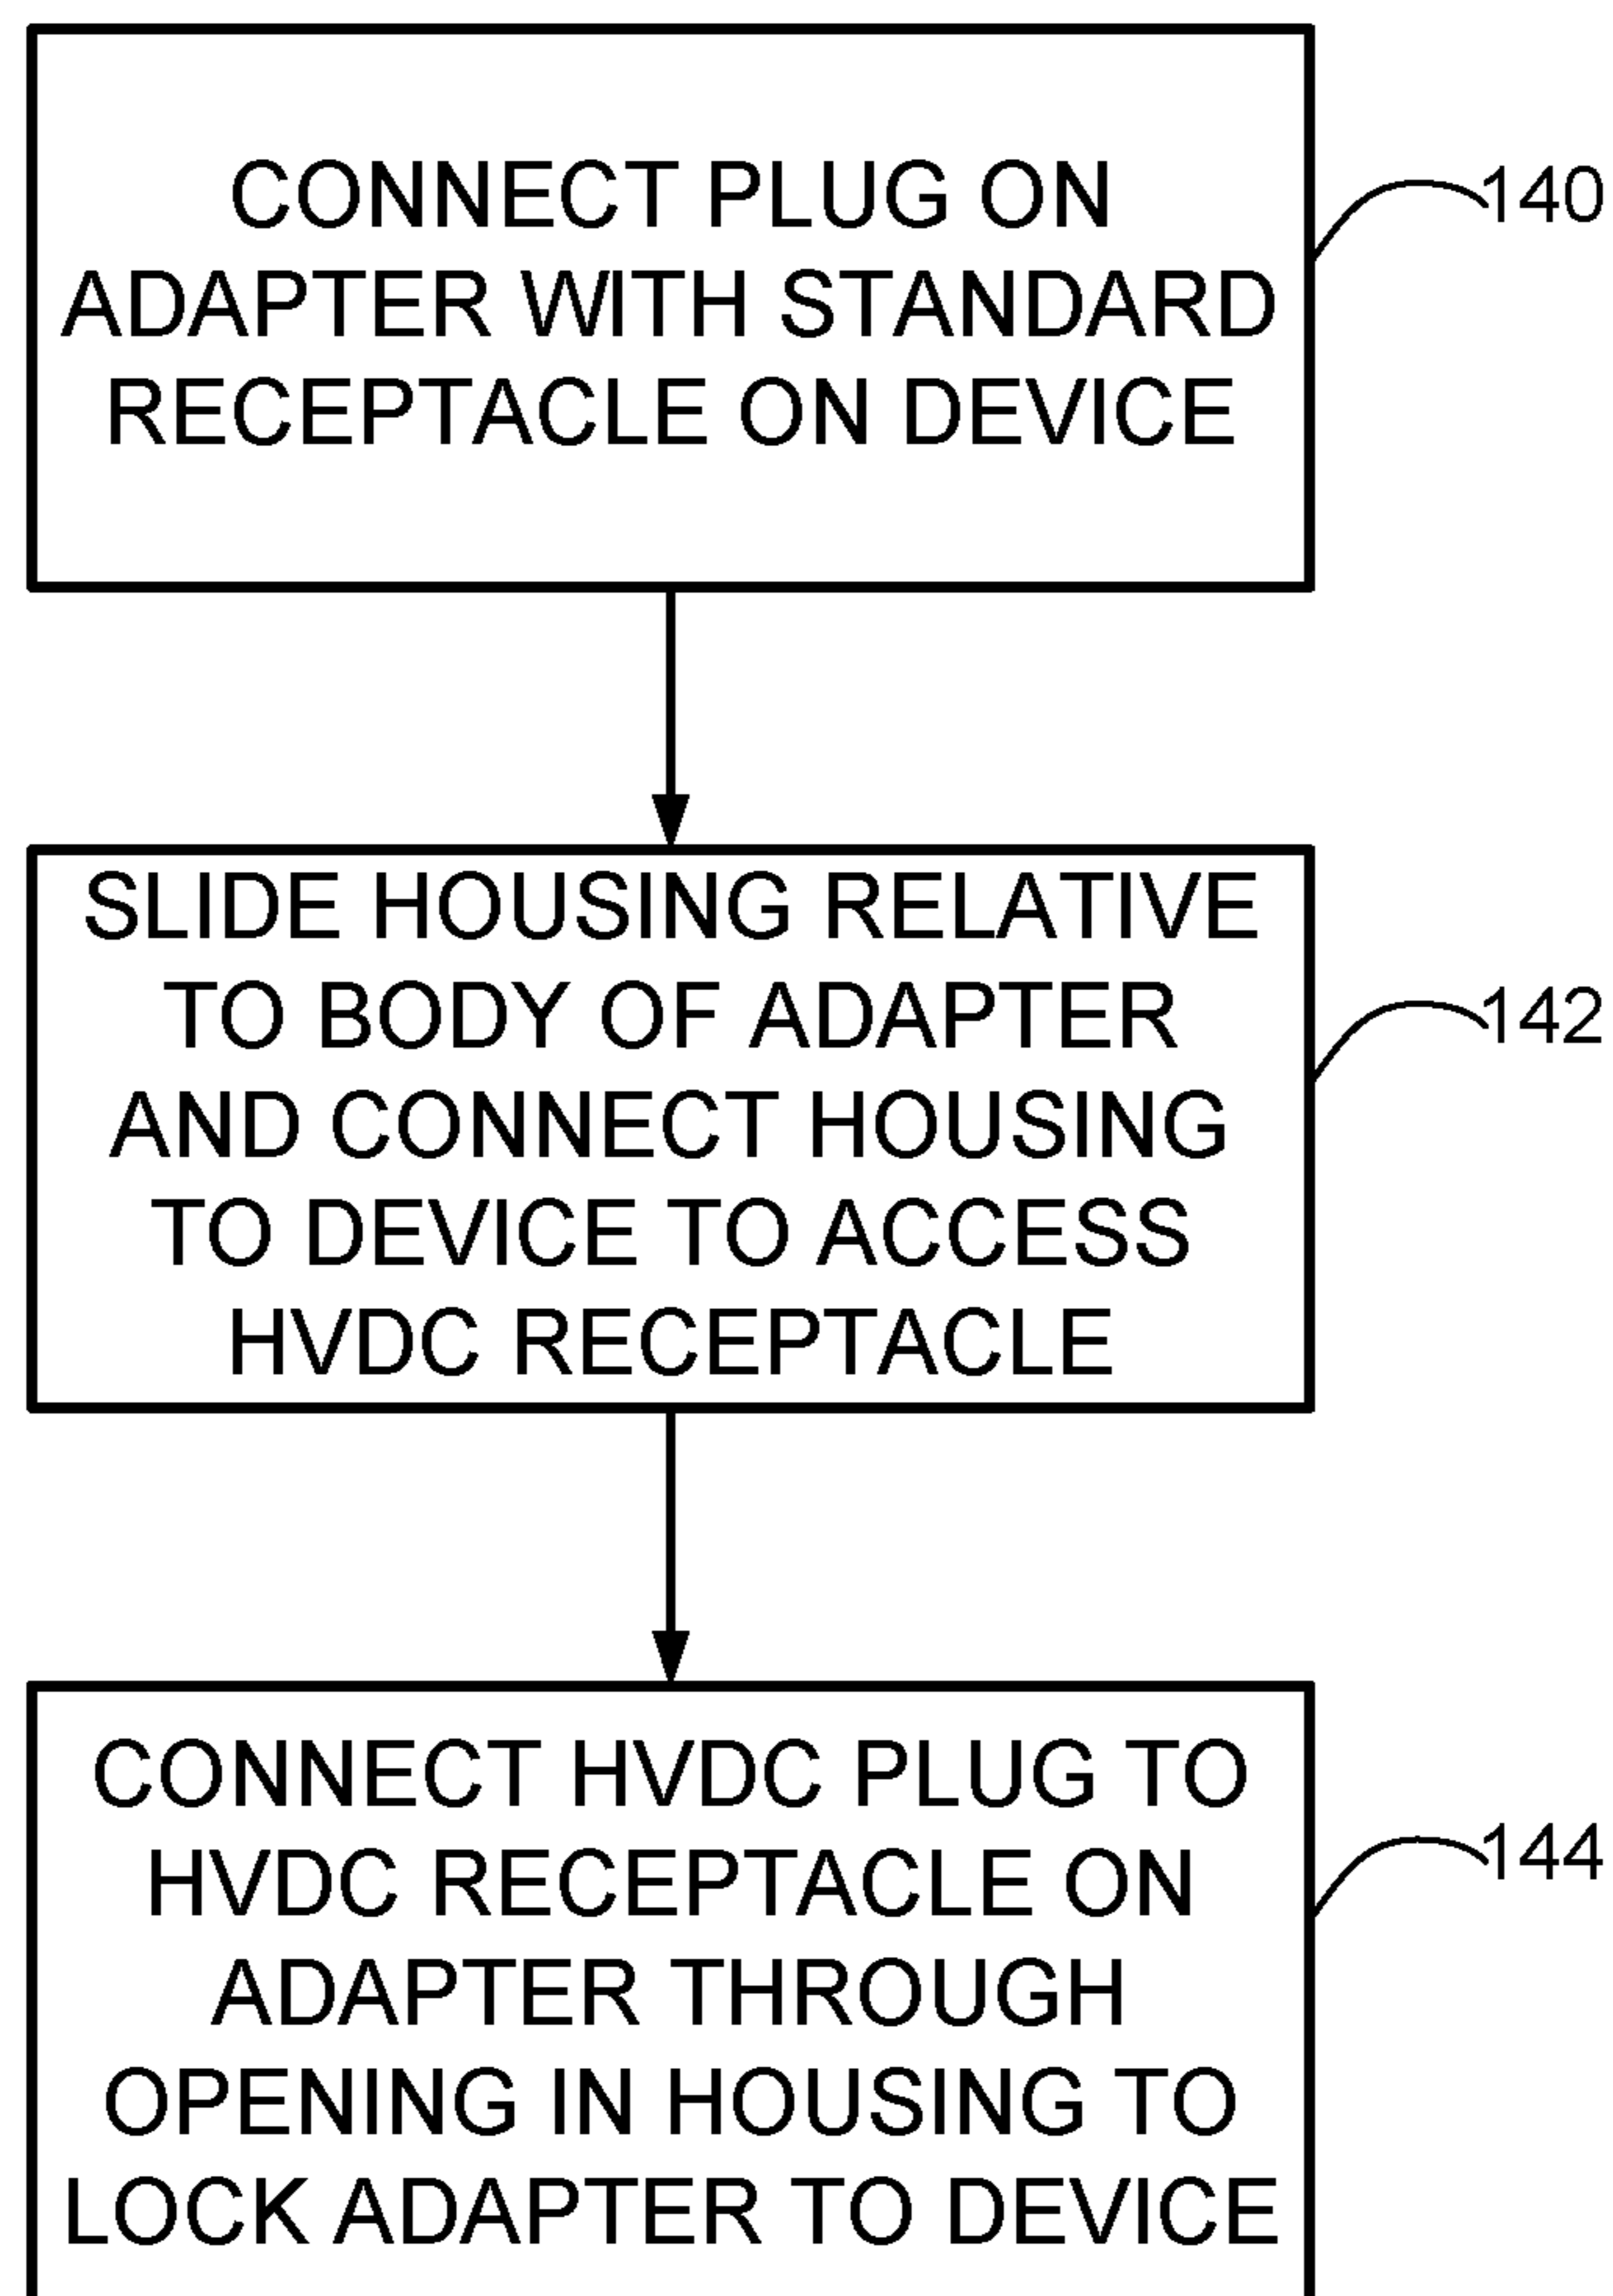 CONNECT PLUG ON
ADAPTER WITH STANDARD
RECEPTACLE ON DEVICE
140
SLIDE HOUSING RELATIVE
TO BODY OF ADAPTER
AND CONNECT HOUSING
TO DEVICE TO ACCESS
HVDC RECEPTACLE
142
CONNECT HVDC PLUG TO
HVDC RECEPTACLE ON
ADAPTER THROUGH
OPENING IN HOUSING TO
LOCK ADAPTER TO DEVICE
144